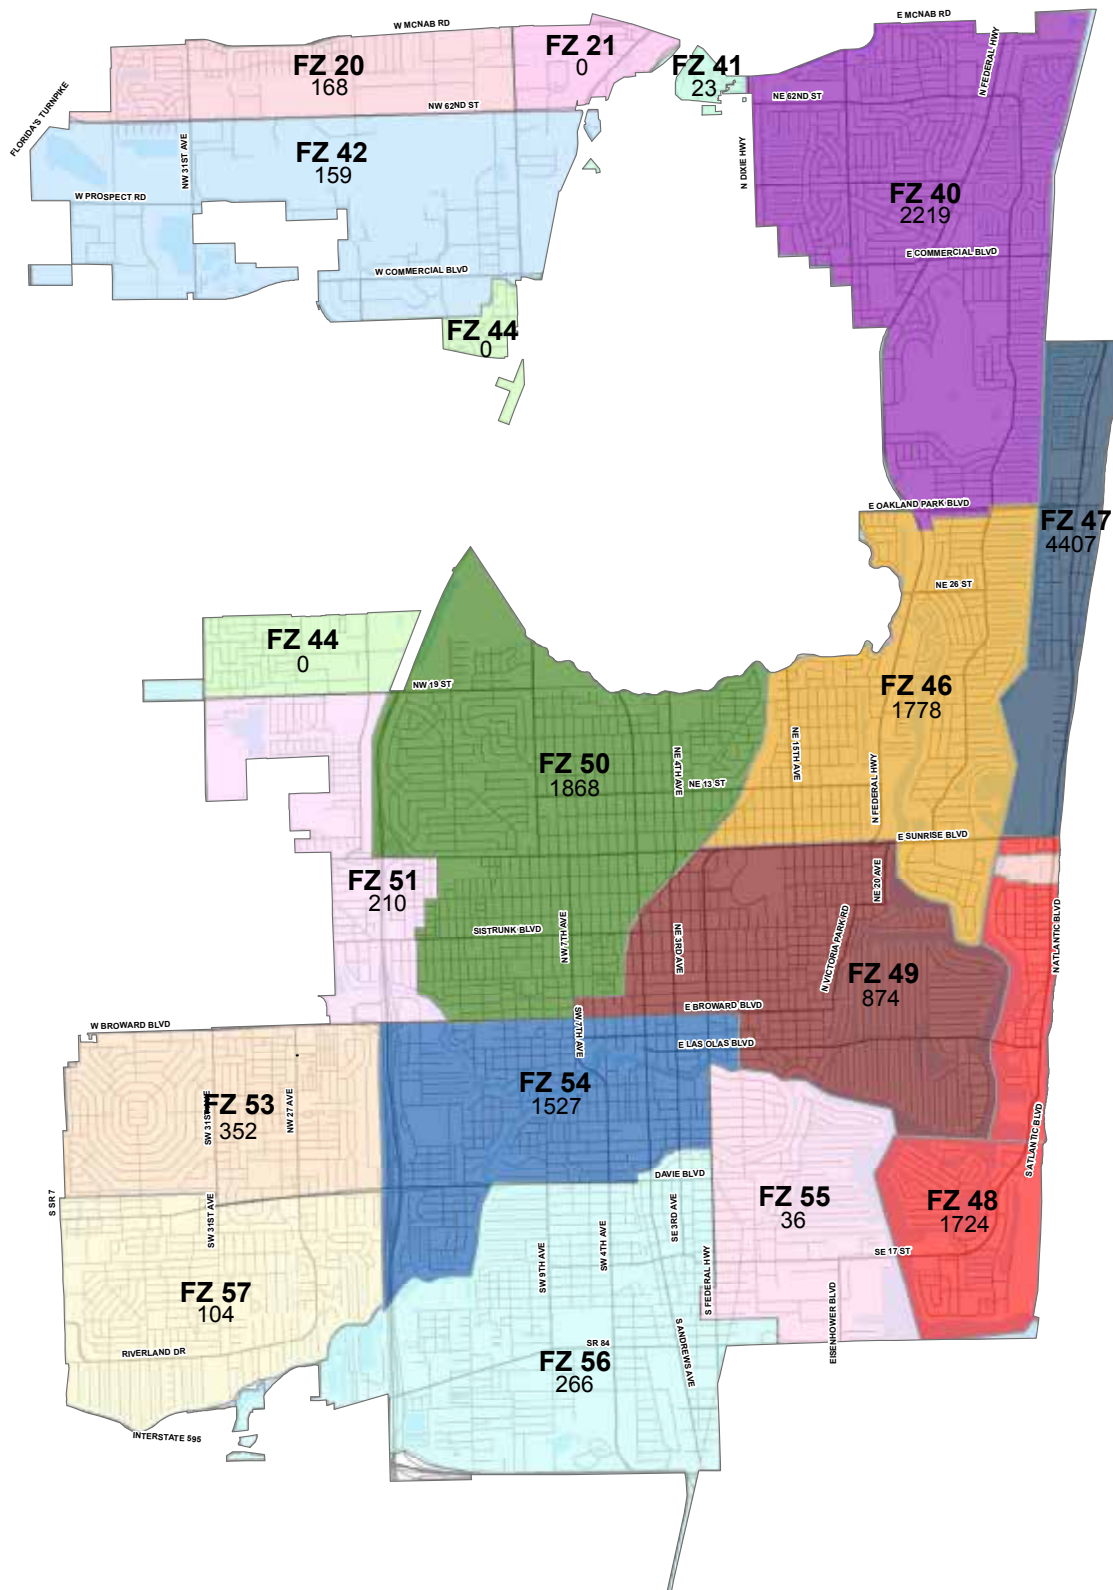 W MCNAB RD
E MCNAB RD
FZ 21
0
FZ 20
168
FZ 41
23
N FEDERAL HWY
NE 62ND ST
NW 62ND ST
FLORIDA'S TURNPIKE
NW 31ST AVE
FZ 42
159
N DIXIE HWY
W PROSPECT RD
FZ 40
2219
E COMMERCIAL BLVD
W COMMERCIAL BLVD
FZ 44
0
E OAKLAND PARK BLVD
FZ 47
4407
NE 26 ST
FZ 44
0
NW 19 ST
FZ 46
1778
NE 15TH AVE
NE 4TH AVE
FZ 50
1868
NE 13 ST
N FEDERAL HWY
E SUNRISE BLVD
FZ 51
210
NE 20 AVE
SISTRUNK BLVD
NW 7TH AVE
NE 3RD AVE
N VICTORIA PARK RD
N ATLANTIC BLVD
FZ 49
874
E BROWARD BLVD
W BROWARD BLVD
SW 7TH AVE
E LAS OLAS BLVD
FZ 54
1527
FZ 53
352
SW 31ST AVE
NW 27 AVE
S ATLANTIC BLVD
DAVIE BLVD
S SR 7
SW 31ST AVE
FZ 55
36
FZ 48
1724
SE 3RD AVE
SW 4TH AVE
SW 9TH AVE
S FEDERAL HWY
SE 17 ST
FZ 57
104
EISENHOWER BLVD
S ANDREWS AVE
SR 84
RIVERLAND DR
FZ 56
266
INTERSTATE 595